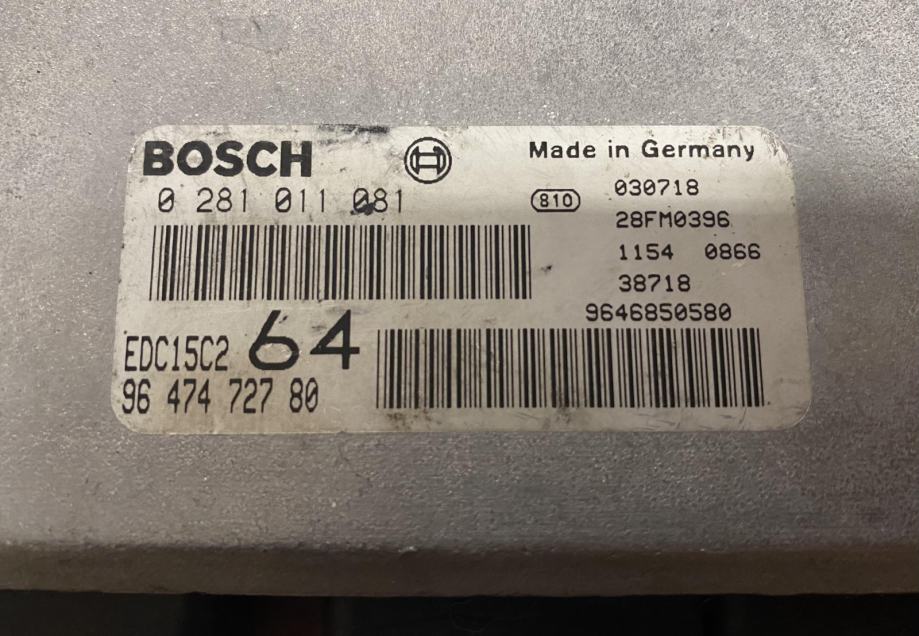 BOSCH
Made in Germany
0 281 011 081
810
030718
28FM0396
1154 0866
38718
9646850580
EDC15C2 64
96 474 727 80